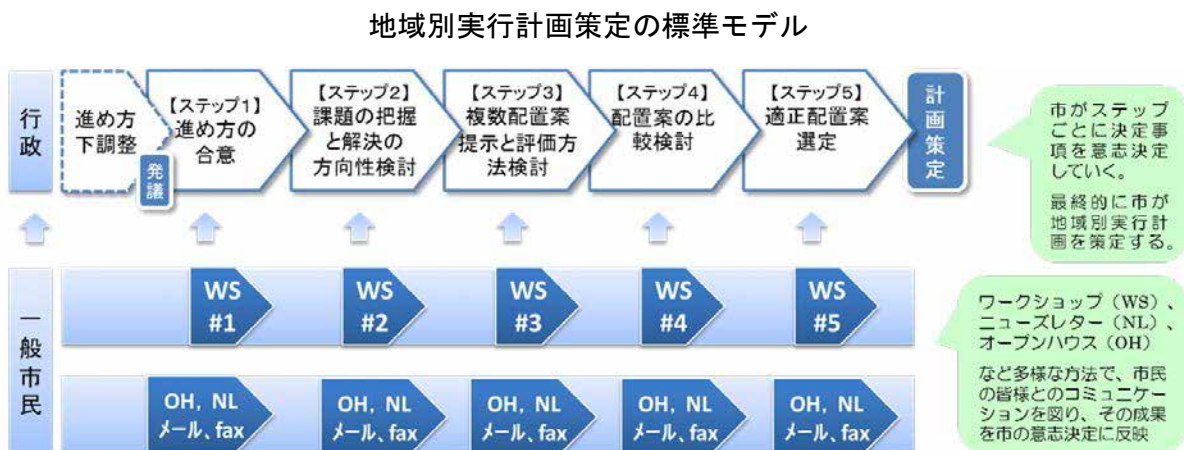 地域別実行計画策定の標準モデル
行政
進め方
下調整
発議
【ステップ1】
進め方の
合意
【ステップ2】
課題の把握
と解決の
方向性検討
【ステップ3】
複数配置案
提示と評価方
法検討
【ステップ4】
配置案の比
較検討
【ステップ5】
適正配置案
選定
計画策定
市がステップ
ごとに決定事
項を意志決定
していく。
最終的に市が
地域別実行計
画を策定する。
一般市民
WS
#1
WS
#2
WS
#3
WS
#4
WS
#5
OH, NL
メール、fax
OH, NL
メール、fax
OH, NL
メール、fax
OH, NL
メール、fax
OH, NL
メール、fax
ワークショップ（WS）、
ニューズレター（NL）、
オープンハウス（OH）
など多様な方法で、市民
の皆様とのコミュニケー
ションを図り、その成果
を市の意志決定に反映